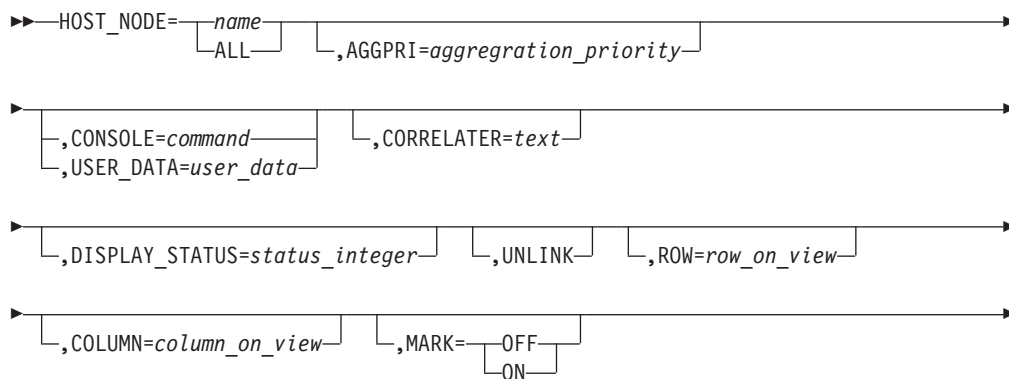 HOST_NODE= name ,AGGPRI=aggregration_priority
ALL
,CONSOLE=command ,CORRELATER=text
,USER_DATA=user_data
,DISPLAY_STATUS=status_integer ,UNLINK ,ROW=row_on_view
,COLUMN=column_on_view ,MARK= OFF
ON